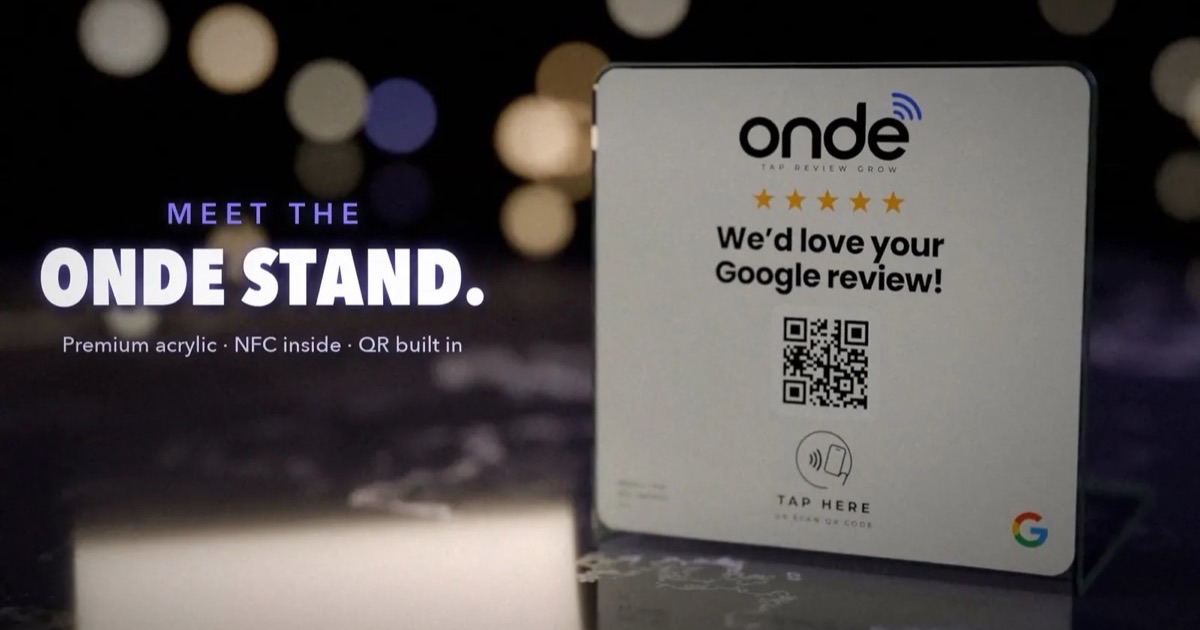 MEET THE
ONDE STAND.
Premium acrylic · NFC inside · QR built in
onde
TAP REVIEW GROW
We'd love your
Google review!
TAP HERE
OR SCAN QR CODE
G